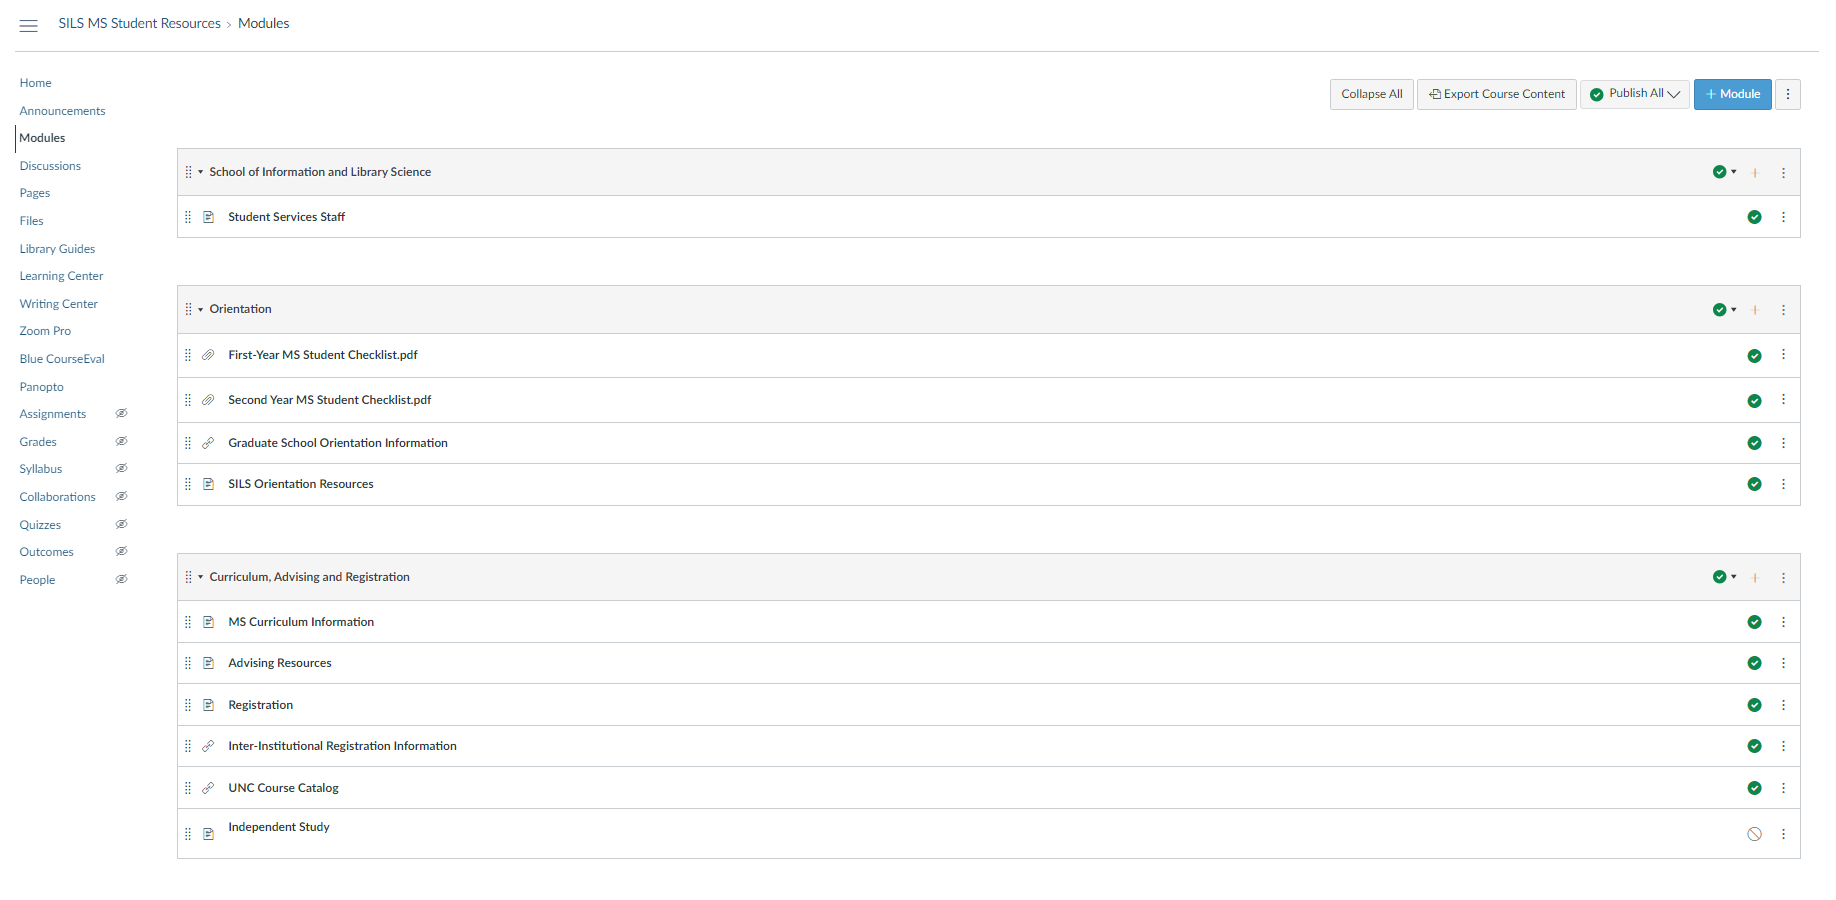 SILS MS Student Resources › Modules
Home
Announcements
Modules
Discussions
Pages
Files
Library Guides
Learning Center
Writing Center
Zoom Pro
Blue CourseEval
Panopto
Assignments
Grades
Syllabus
Collaborations
Quizzes
Outcomes
People
Collapse All
Export Course Content
Publish All
+ Module
School of Information and Library Science
Student Services Staff
Orientation
First-Year MS Student Checklist.pdf
Second Year MS Student Checklist.pdf
Graduate School Orientation Information
SILS Orientation Resources
Curriculum, Advising and Registration
MS Curriculum Information
Advising Resources
Registration
Inter-Institutional Registration Information
UNC Course Catalog
Independent Study